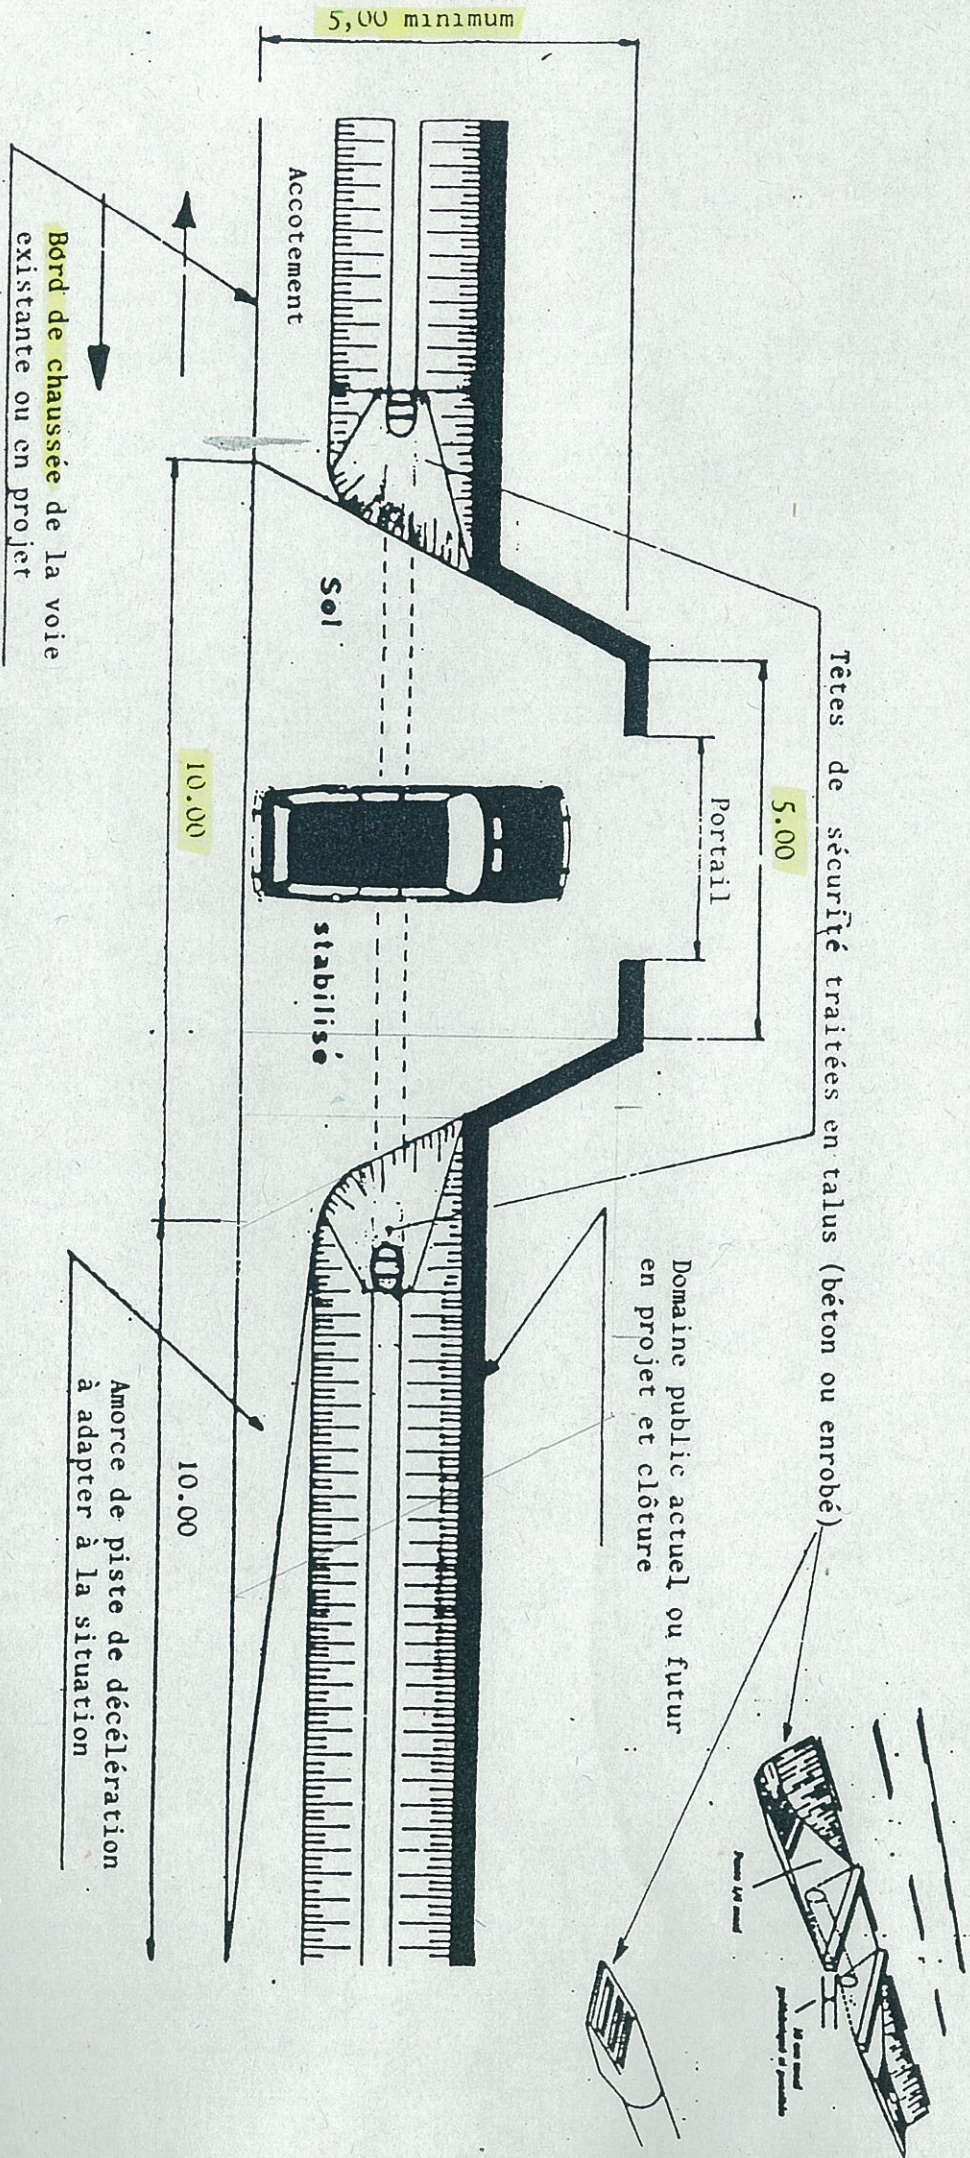 Têtes de sécurité traitées en talus (béton ou enrobé)
5.00
Portail
Domaine public actuel ou futur
en projet et clôture
5,00 minimum
Accotement
Sol
stabilisé
10.00
10.00
Bord de chaussée de la voie
existante ou en projet
Amorce de piste de décélération
à adapter à la situation